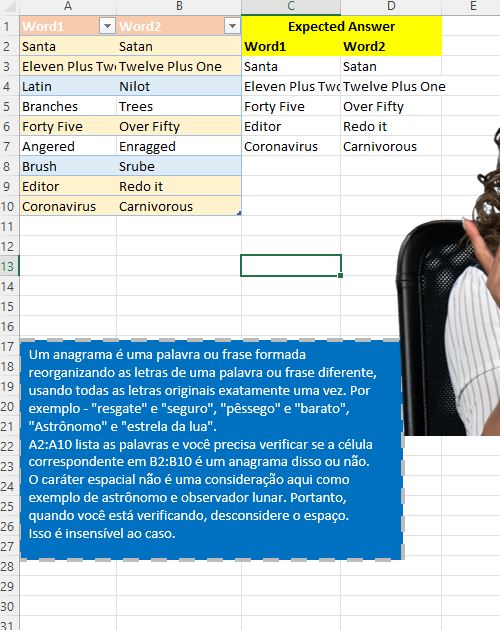 A B C D E
1 Word1 Word2 Expected Answer
2 Santa Satan Word1 Word2
3 Eleven Plus Two Twelve Plus One Santa Satan
4 Latin Nilot Eleven Plus Two Twelve Plus One
5 Branches Trees Forty Five Over Fifty
6 Forty Five Over Fifty Editor Redo it
7 Angered Enragged Coronavirus Carnivorous
8 Brush Srube
9 Editor Redo it
10 Coronavirus Carnivorous
11
12
13
14
15
16
17
18
19
20
21
22
23
24
25
26
27
28
29
30
31
Um anagrama é uma palavra ou frase formada
reorganizando as letras de uma palavra ou frase diferente,
usando todas as letras originais exatamente uma vez. Por
exemplo - "resgate" e "seguro", "pêssego" e "barato",
"Astrônomo" e "estrela da lua".
A2:A10 lista as palavras e você precisa verificar se a célula
correspondente em B2:B10 é um anagrama disso ou não.
O caráter espacial não é uma consideração aqui como
exemplo de astrônomo e observador lunar. Portanto,
quando você está verificando, desconsidere o espaço.
Isso é insensível ao caso.